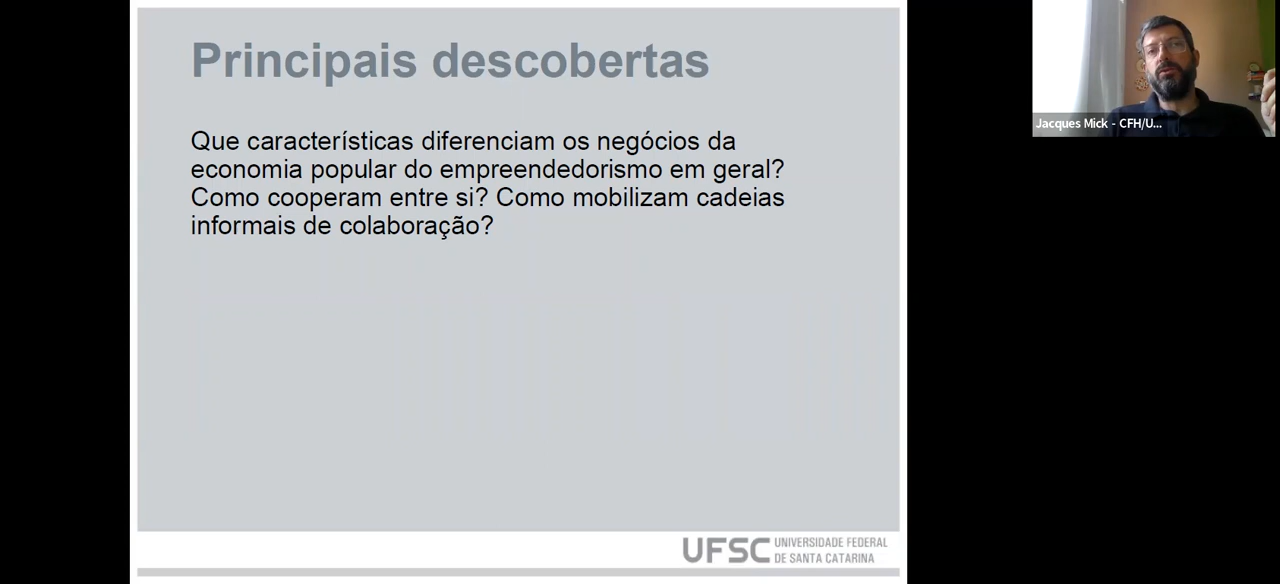 Principais descobertas
Que características diferenciam os negócios da
economia popular do empreendedorismo em geral?
Como cooperam entre si? Como mobilizam cadeias
informais de colaboração?
Jacques Mick - CFH/U...
UFSC UNIVERSIDADE FEDERAL
DE SANTA CATARINA